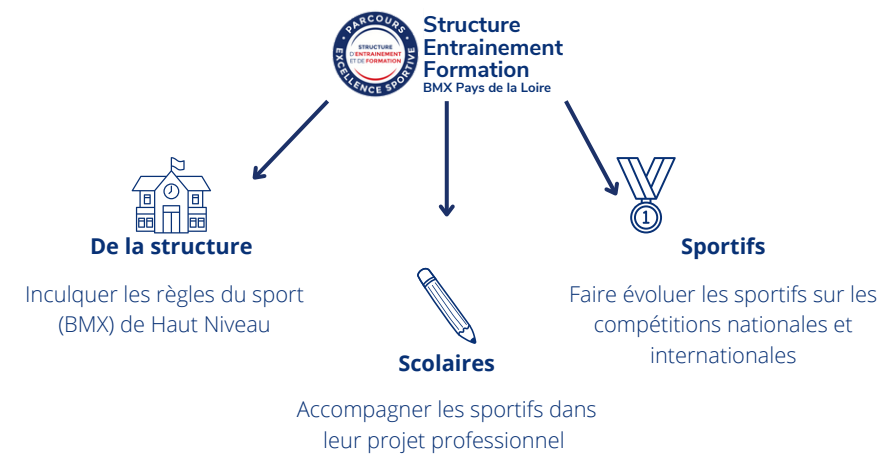 PARCOURS
EXCELLENCE SPORTIVE
STRUCTURE
D'ENTRAINEMENT
ET DE FORMATION
Structure
Entrainement
Formation
BMX Pays de la Loire
De la structure
Inculquer les règles du sport
(BMX) de Haut Niveau
1
Sportifs
Faire évoluer les sportifs sur les
compétitions nationales et
internationales
Scolaires
Accompagner les sportifs dans
leur projet professionnel